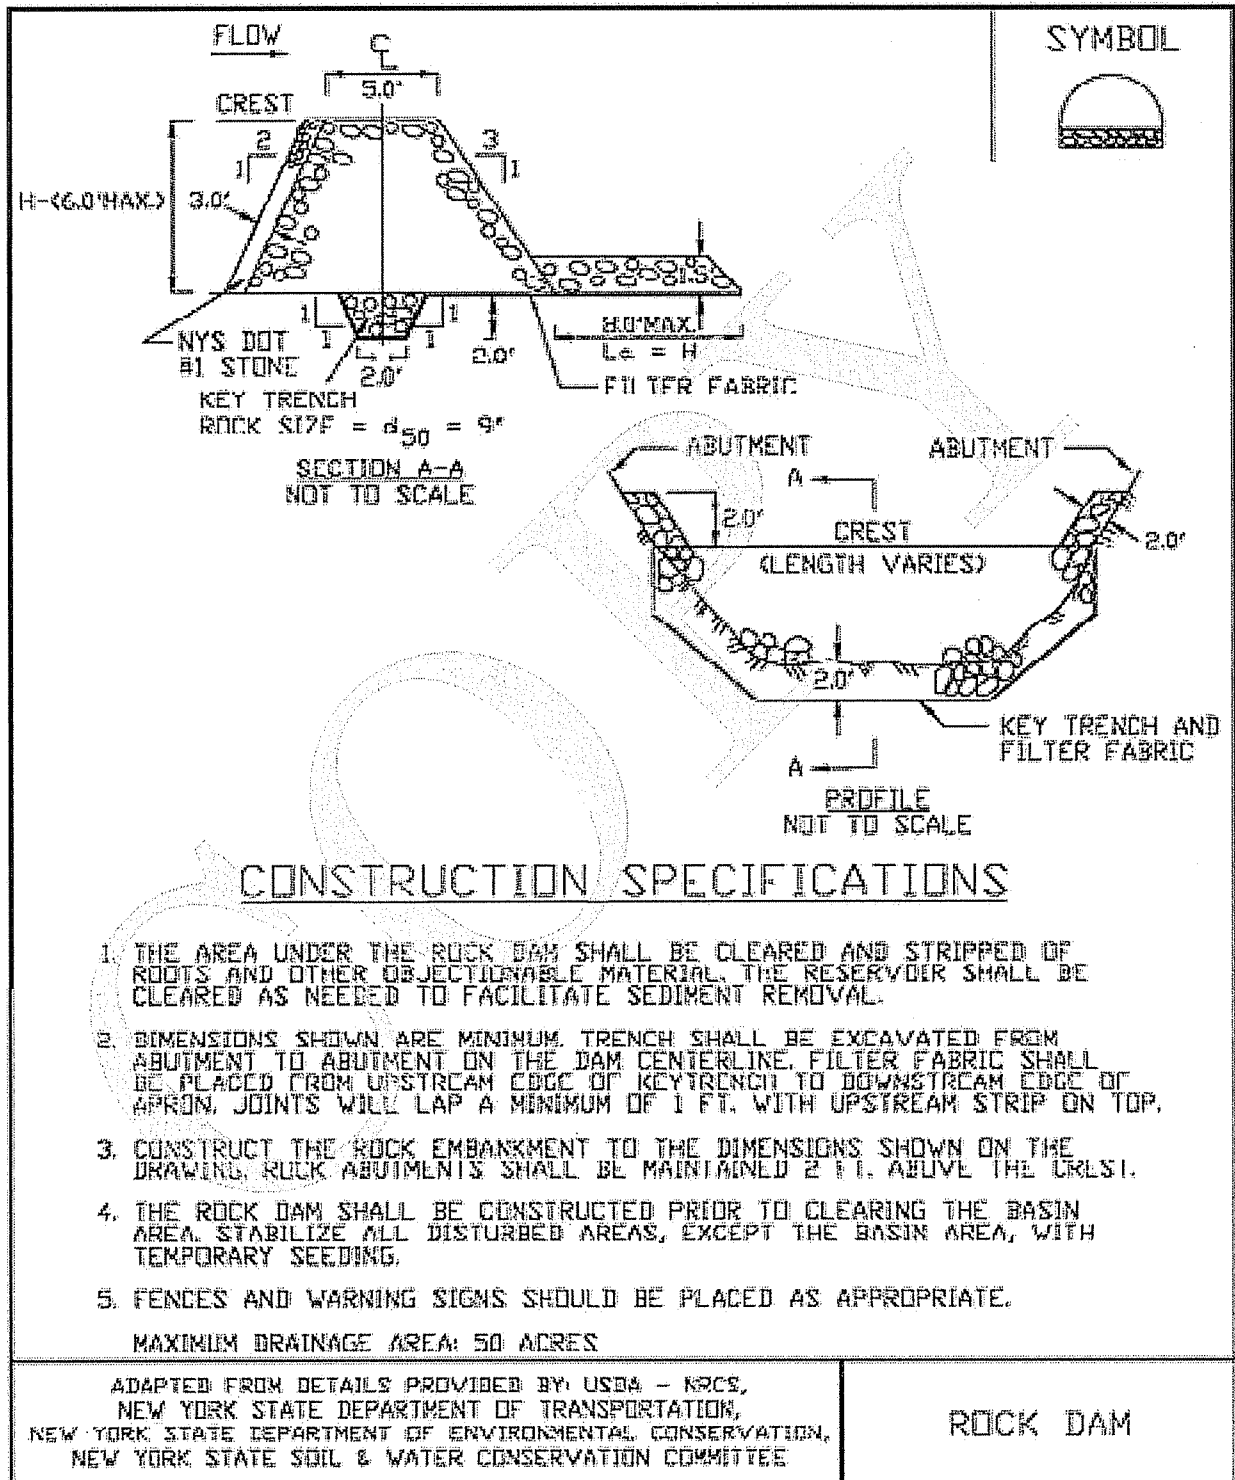 FLOW
C
L
5.0'
CREST
2
1
3
1
H-(6.0'MAX.)
3.0'
1
1
1
1
NYS DOT
#1 STONE
2.0'
2.0'
8.0'MAX.
La = H
1.5
FILTER FABRIC
KEY TRENCH
ROCK SIZE = d50 = 9"
SECTION A-A
NOT TO SCALE
SYMBOL
ABUTMENT
ABUTMENT
A
2.0'
CREST
(LENGTH VARIES)
2.0'
2.0'
KEY TRENCH AND
FILTER FABRIC
A
PROFILE
NOT TO SCALE
COPY
CONSTRUCTION SPECIFICATIONS
1. THE AREA UNDER THE ROCK DAM SHALL BE CLEARED AND STRIPPED OF
ROOTS AND OTHER OBJECTIONABLE MATERIAL. THE RESERVOIR SHALL BE
CLEARED AS NEEDED TO FACILITATE SEDIMENT REMOVAL.
2. DIMENSIONS SHOWN ARE MINIMUM. TRENCH SHALL BE EXCAVATED FROM
ABUTMENT TO ABUTMENT ON THE DAM CENTERLINE. FILTER FABRIC SHALL
BE PLACED FROM UPSTREAM EDGE OF KEYTRENCH TO DOWNSTREAM EDGE OF
APRON. JOINTS WILL LAP A MINIMUM OF 1 FT. WITH UPSTREAM STRIP ON TOP.
3. CONSTRUCT THE ROCK EMBANKMENT TO THE DIMENSIONS SHOWN ON THE
DRAWING. ROCK ABUTMENTS SHALL BE MAINTAINED 2 FT. ABOVE THE CREST.
4. THE ROCK DAM SHALL BE CONSTRUCTED PRIOR TO CLEARING THE BASIN
AREA. STABILIZE ALL DISTURBED AREAS, EXCEPT THE BASIN AREA, WITH
TEMPORARY SEEDING.
5. FENCES AND WARNING SIGNS SHOULD BE PLACED AS APPROPRIATE.
MAXIMUM DRAINAGE AREA: 50 ACRES
ADAPTED FROM DETAILS PROVIDED BY: USDA - NRCS,
NEW YORK STATE DEPARTMENT OF TRANSPORTATION,
NEW YORK STATE DEPARTMENT OF ENVIRONMENTAL CONSERVATION,
NEW YORK STATE SOIL & WATER CONSERVATION COMMITTEE
ROCK DAM